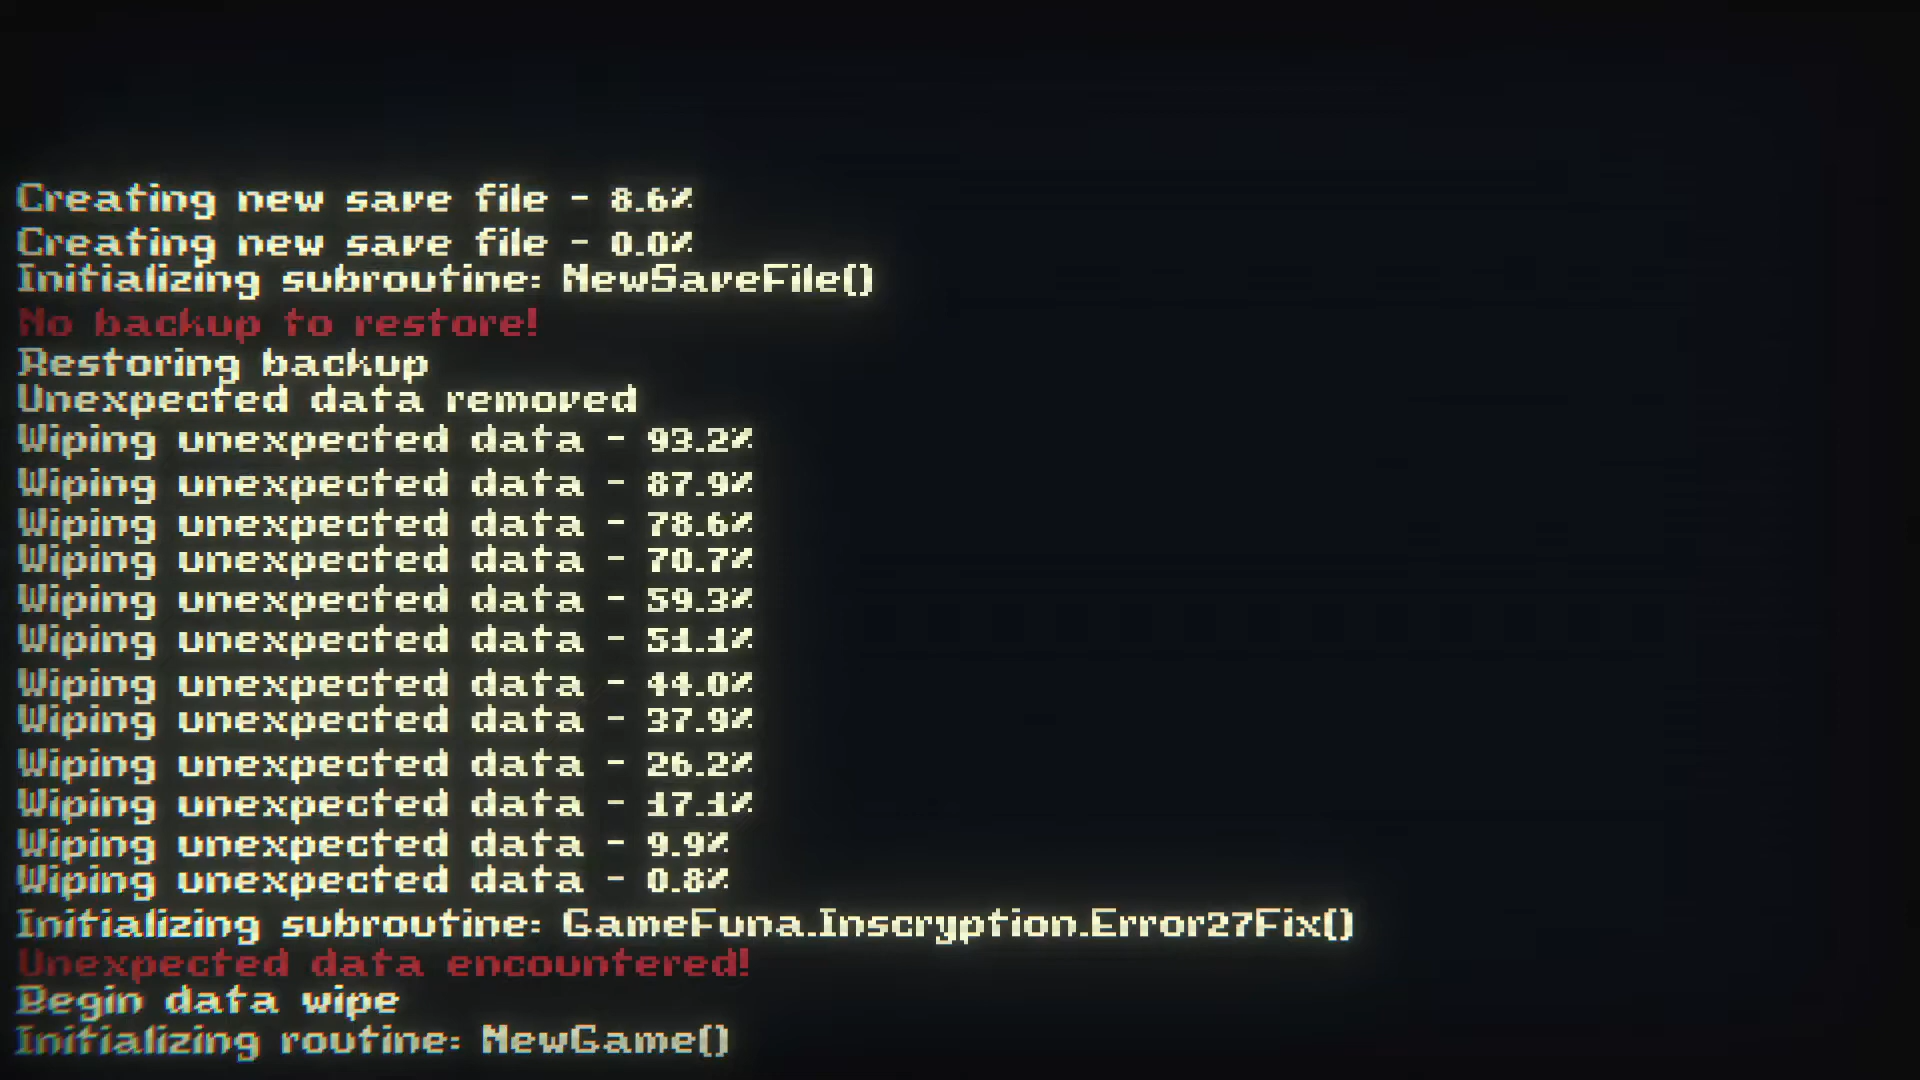 Creating new save file - 8.6%
Creating new save file - 0.0%
Initializing subroutine: NewSaveFile()
No backup to restore!
Restoring backup
Unexpected data removed
Wiping unexpected data - 93.2%
Wiping unexpected data - 87.9%
Wiping unexpected data - 78.6%
Wiping unexpected data - 70.7%
Wiping unexpected data - 59.3%
Wiping unexpected data - 51.1%
Wiping unexpected data - 44.0%
Wiping unexpected data - 37.9%
Wiping unexpected data - 26.2%
Wiping unexpected data - 17.1%
Wiping unexpected data - 9.9%
Wiping unexpected data - 0.8%
Initializing subroutine: GameFuna.Inscryption.Error27Fix()
Unexpected data encountered!
Begin data wipe
Initializing routine: NewGame()